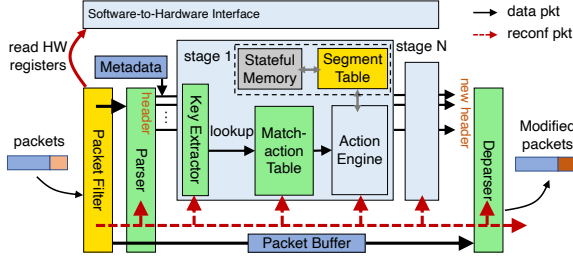 Software-to-Hardware Interface
data pkt
reconf pkt
read HW
registers
Metadata
stage 1
Stateful
Memory
Segment
Table
stage N
packets
Packet Filter
Parser
header
...
Key Extractor
lookup
Match-
action
Table
Action
Engine
...
new header
Deparser
Modified
packets
Packet Buffer